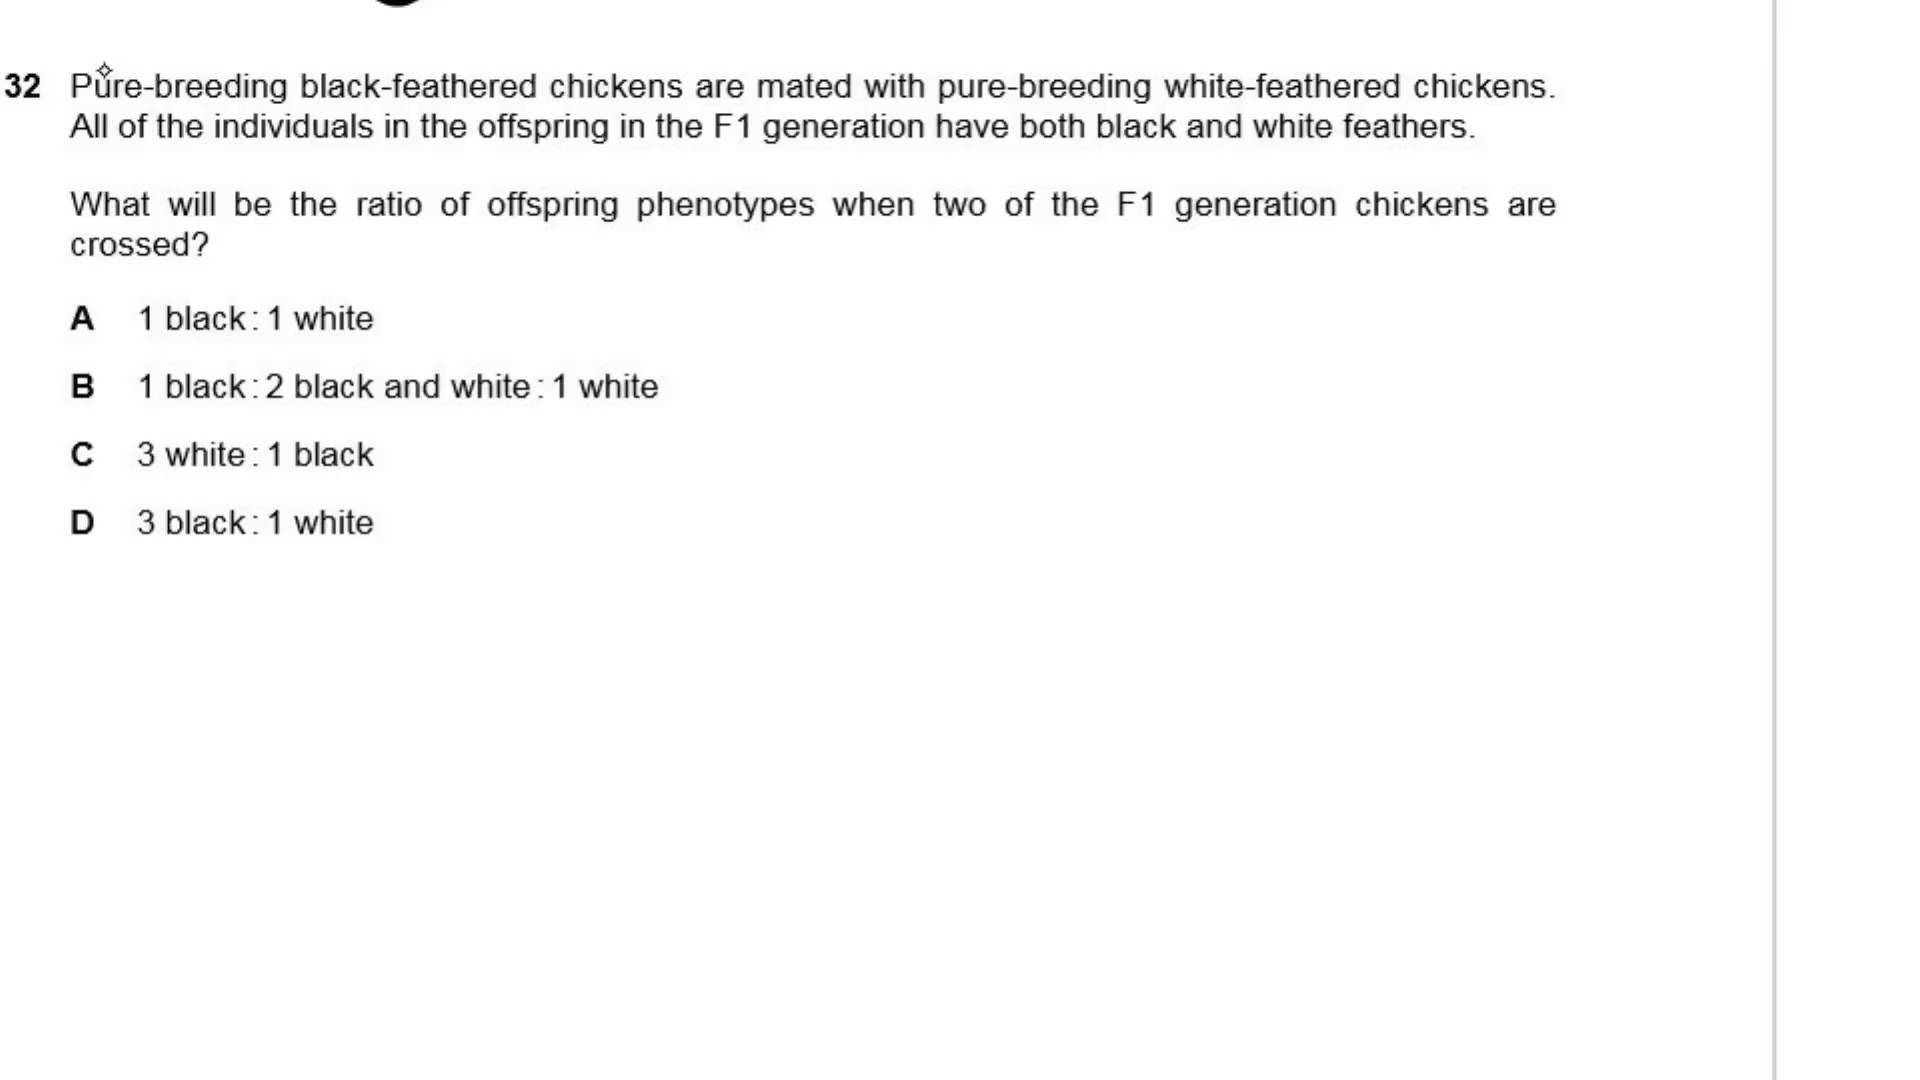 32 Pure-breeding black-feathered chickens are mated with pure-breeding white-feathered chickens.
All of the individuals in the offspring in the F1 generation have both black and white feathers.
What will be the ratio of offspring phenotypes when two of the F1 generation chickens are
crossed?
A 1 black : 1 white
B 1 black : 2 black and white : 1 white
C 3 white : 1 black
D 3 black : 1 white